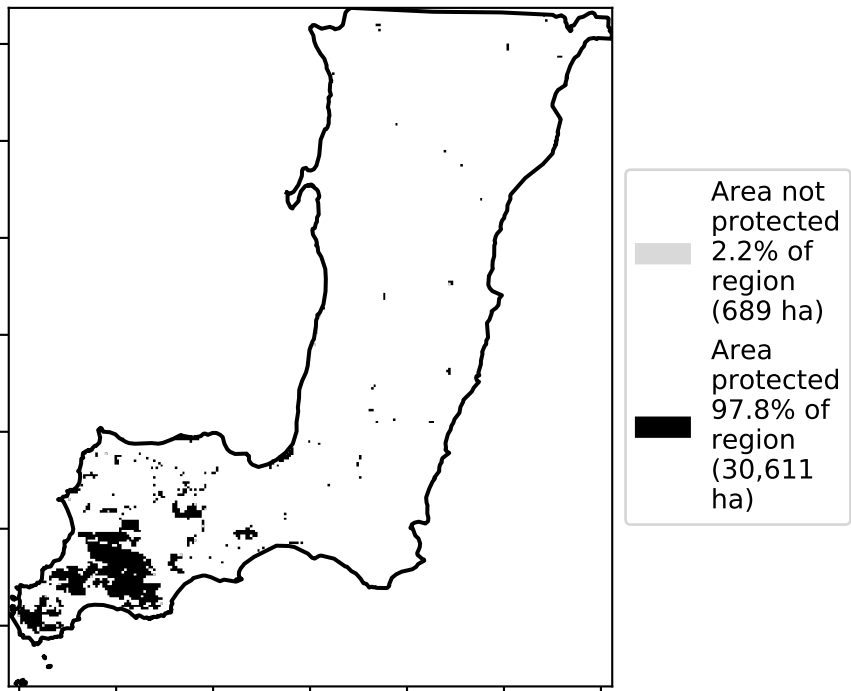 Area not
protected
2.2% of
region
(689 ha)
Area
protected
97.8% of
region
(30,611
ha)